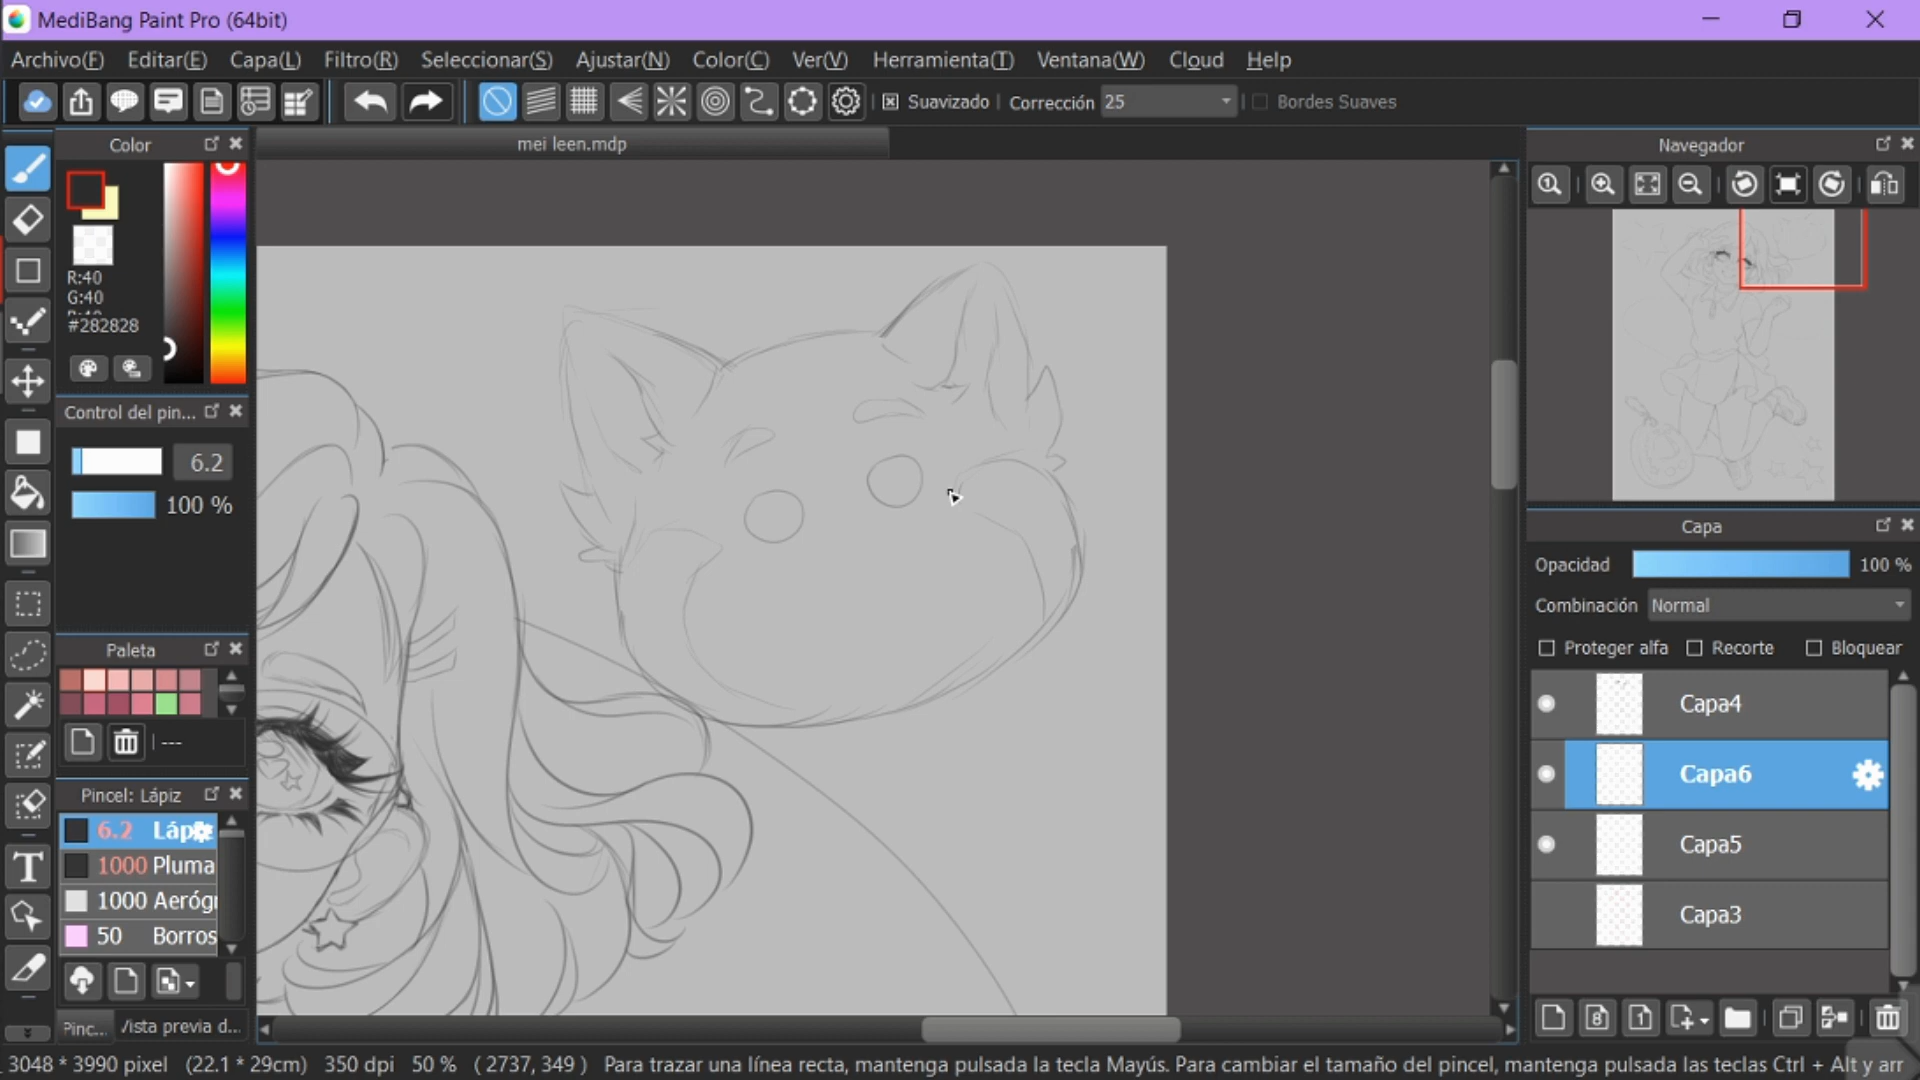 MediBang Paint Pro (64bit)
Archivo(F) Editar(E) Capa(L) Filtro(R) Seleccionar(S) Ajustar(N) Color(C) Ver(V) Herramienta(T) Ventana(W) Cloud Help
Suavizado Corrección 25 Bordes Suaves
Color
mei leen.mdp
Navegador
R:40
G:40
#282828
Control del pin...
6.2
100 %
Capa
Opacidad 100 %
Combinación Normal
Proteger alfa Recorte Bloquear
Paleta
---
Capa4
Capa6
Capa5
Capa3
Pincel: Lápiz
6.2 Láp
1000 Pluma
1000 Aeróg
50 Borros
Pinc... Vista previa d...
3048 * 3990 pixel (22.1 * 29cm) 350 dpi 50 % ( 2737, 349 ) Para trazar una línea recta, mantenga pulsada la tecla Mayús. Para cambiar el tamaño del pincel, mantenga pulsadas las teclas Ctrl + Alt y arr